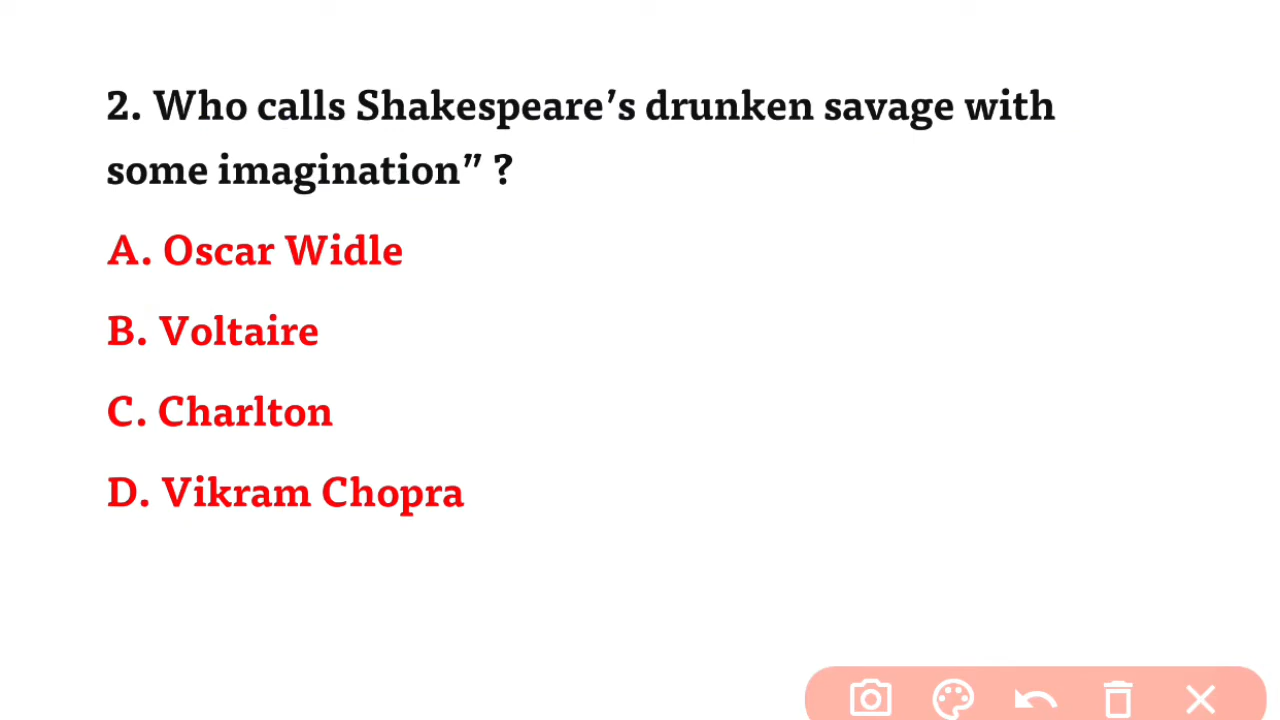 2. Who calls Shakespeare’s drunken savage with
some imagination” ?
A. Oscar Widle
B. Voltaire
C. Charlton
D. Vikram Chopra